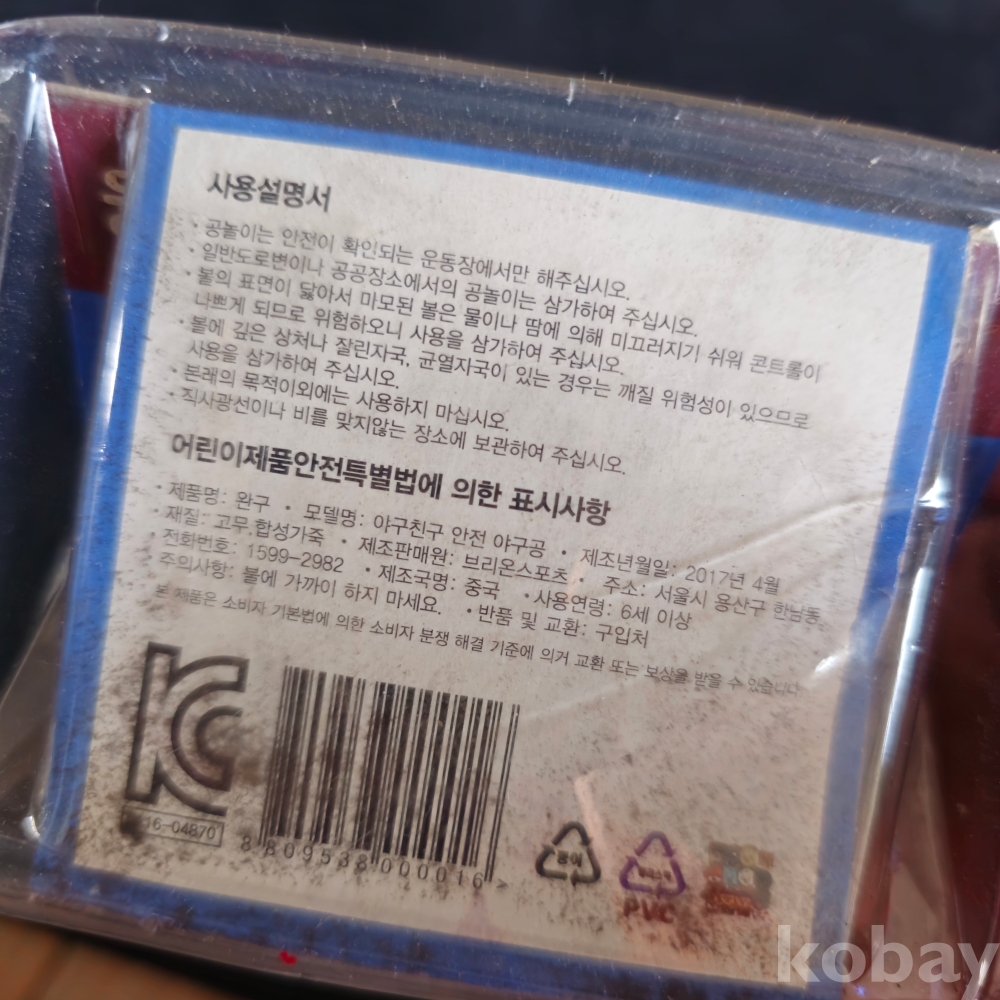 사용설명서
· 공놀이는 안전이 확인되는 운동장에서만 해주십시오.
· 일반도로변이나 공공장소에서의 공놀이는 삼가하여 주십시오.
· 볼의 표면이 닳아서 마모된 볼은 물이나 땀에 의해 미끄러지기 쉬워 콘트롤이
나쁘게 되므로 위험하오니 사용을 삼가하여 주십시오.
· 볼에 깊은 상처나 잘린자국, 균열자국이 있는 경우는 깨질 위험성이 있으므로
사용을 삼가하여 주십시오.
· 본래의 목적이외에는 사용하지 마십시오.
· 직사광선이나 비를 맞지않는 장소에 보관하여 주십시오.
어린이제품안전특별법에 의한 표시사항
· 제품명: 완구 · 모델명: 야구친구 안전 야구공 · 제조년월일: 2017년 4월
· 재질: 고무.합성가죽 · 제조판매원: 브리온스포츠 · 주소: 서울시 용산구 한남동
· 전화번호: 1599-2982 · 제조국명: 중국 · 사용연령: 6세 이상
· 주의사항: 불에 가까이 하지 마세요. · 반품 및 교환: 구입처
본 제품은 소비자 기본법에 의한 소비자 분쟁 해결 기준에 의거 교환 또는 보상을 받을 수 있습니다
KC
16-04870
8 809538 000016 >
종이
PVC
kobay